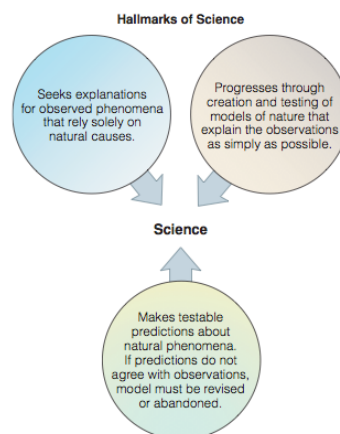 Hallmarks of Science
Seeks explanations
for observed phenomena
that rely solely on
natural causes.
Progresses through
creation and testing of
models of nature that
explain the observations
as simply as possible.
Science
Makes testable
predictions about
natural phenomena.
If predictions do not
agree with observations,
model must be revised
or abandoned.